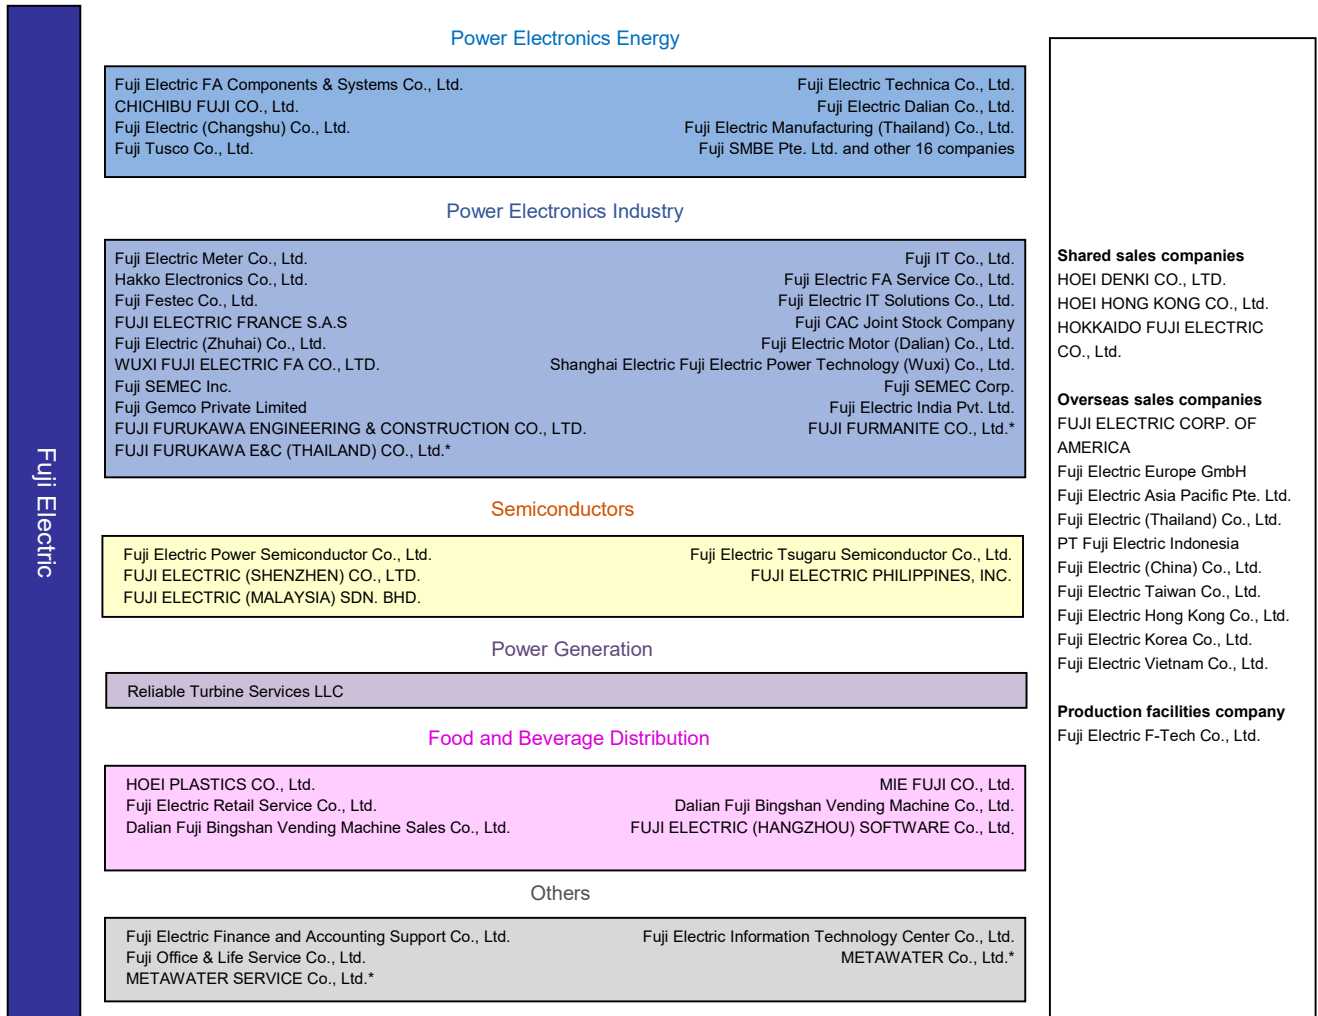 Fuji Electric
Power Electronics Energy
Fuji Electric FA Components & Systems Co., Ltd.
Fuji Electric Technica Co., Ltd.
CHICHIBU FUJI CO., Ltd.
Fuji Electric Dalian Co., Ltd.
Fuji Electric (Changshu) Co., Ltd.
Fuji Electric Manufacturing (Thailand) Co., Ltd.
Fuji Tusco Co., Ltd.
Fuji SMBE Pte. Ltd. and other 16 companies
Power Electronics Industry
Fuji Electric Meter Co., Ltd.
Fuji IT Co., Ltd.
Hakko Electronics Co., Ltd.
Fuji Electric FA Service Co., Ltd.
Fuji Festec Co., Ltd.
Fuji Electric IT Solutions Co., Ltd.
FUJI ELECTRIC FRANCE S.A.S
Fuji CAC Joint Stock Company
Fuji Electric (Zhuhai) Co., Ltd.
Fuji Electric Motor (Dalian) Co., Ltd.
WUXI FUJI ELECTRIC FA CO., LTD.
Shanghai Electric Fuji Electric Power Technology (Wuxi) Co., Ltd.
Fuji SEMEC Inc.
Fuji SEMEC Corp.
Fuji Gemco Private Limited
Fuji Electric India Pvt. Ltd.
FUJI FURUKAWA ENGINEERING & CONSTRUCTION CO., LTD.
FUJI FURMANITE CO., Ltd.*
FUJI FURUKAWA E&C (THAILAND) CO., Ltd.*
Semiconductors
Fuji Electric Power Semiconductor Co., Ltd.
Fuji Electric Tsugaru Semiconductor Co., Ltd.
FUJI ELECTRIC (SHENZHEN) CO., LTD.
FUJI ELECTRIC PHILIPPINES, INC.
FUJI ELECTRIC (MALAYSIA) SDN. BHD.
Power Generation
Reliable Turbine Services LLC
Food and Beverage Distribution
HOEI PLASTICS CO., Ltd.
MIE FUJI CO., Ltd.
Fuji Electric Retail Service Co., Ltd.
Dalian Fuji Bingshan Vending Machine Co., Ltd.
Dalian Fuji Bingshan Vending Machine Sales Co., Ltd.
FUJI ELECTRIC (HANGZHOU) SOFTWARE Co., Ltd.
Others
Fuji Electric Finance and Accounting Support Co., Ltd.
Fuji Electric Information Technology Center Co., Ltd.
Fuji Office & Life Service Co., Ltd.
METAWATER Co., Ltd.*
METAWATER SERVICE Co., Ltd.*
Shared sales companies
HOEI DENKI CO., LTD.
HOEI HONG KONG CO., Ltd.
HOKKAIDO FUJI ELECTRIC
CO., Ltd.
Overseas sales companies
FUJI ELECTRIC CORP. OF
AMERICA
Fuji Electric Europe GmbH
Fuji Electric Asia Pacific Pte. Ltd.
Fuji Electric (Thailand) Co., Ltd.
PT Fuji Electric Indonesia
Fuji Electric (China) Co., Ltd.
Fuji Electric Taiwan Co., Ltd.
Fuji Electric Hong Kong Co., Ltd.
Fuji Electric Korea Co., Ltd.
Fuji Electric Vietnam Co., Ltd.
Production facilities company
Fuji Electric F-Tech Co., Ltd.